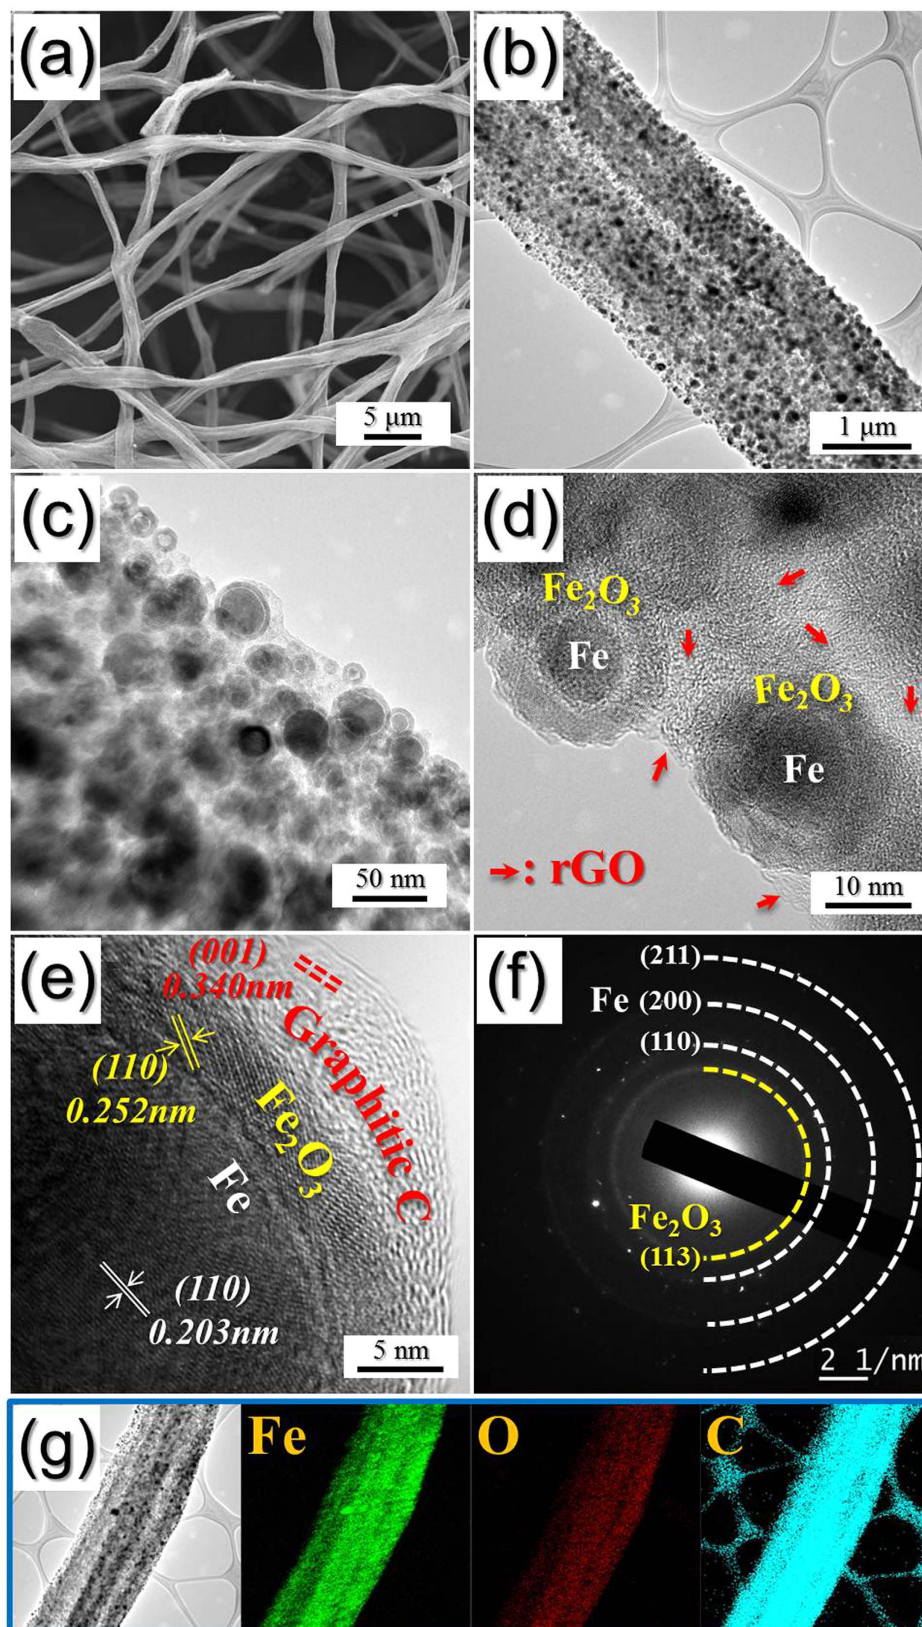 (a)
5 μm
(b)
1 μm
(c)
50 nm
(d)
Fe₂O₃
Fe
Fe₂O₃
Fe
: rGO
10 nm
(e)
(001)
0.340nm
Graphitic C
(110)
0.252nm
Fe₂O₃
Fe
(110)
0.203nm
5 nm
(f)
(211)
Fe (200)
(110)
Fe₂O₃
(113)
2 1/nm
(g)
Fe
O
C